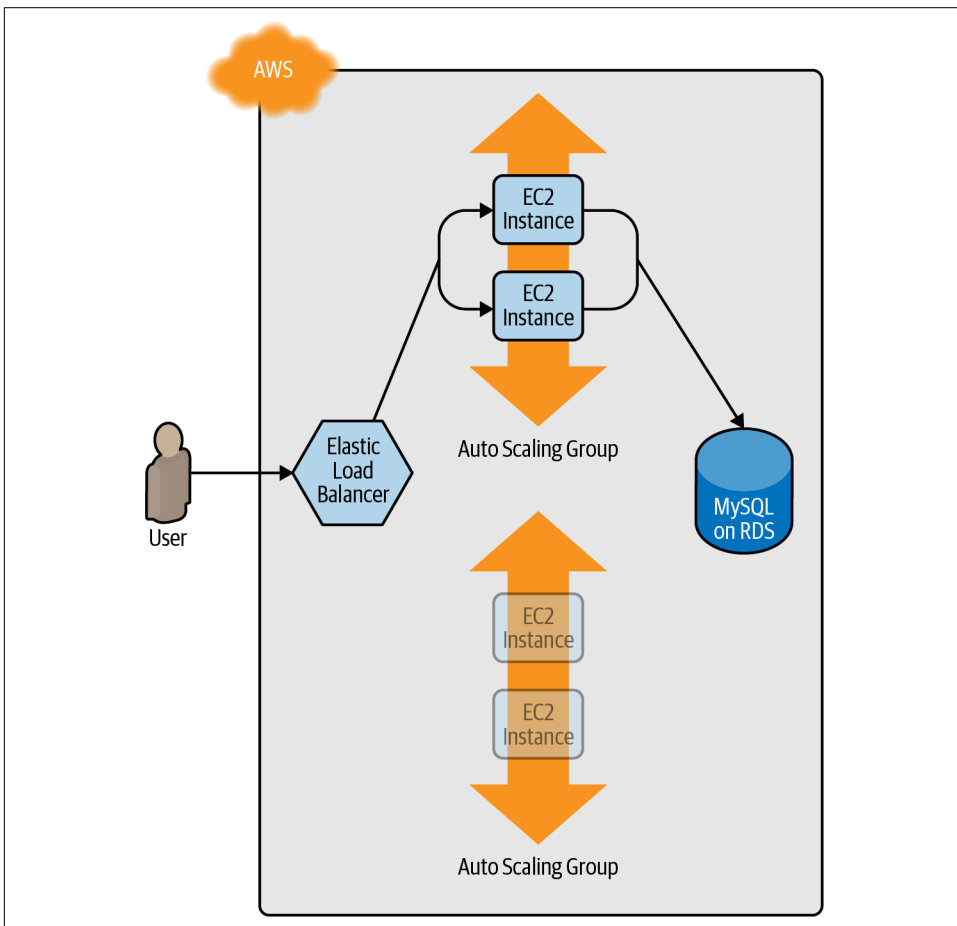 AWS
EC2
Instance
EC2
Instance
Auto Scaling Group
Elastic
Load
Balancer
User
MySQL
on RDS
EC2
Instance
EC2
Instance
Auto Scaling Group